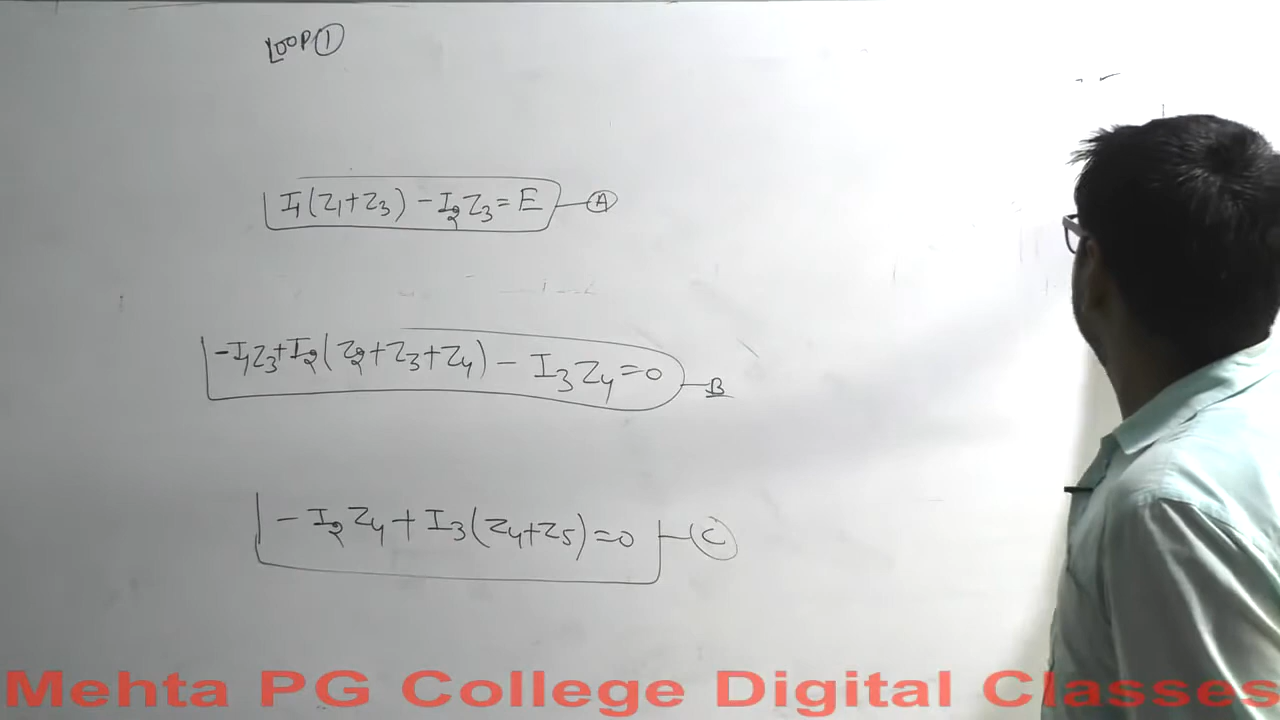 LOOP ①
I₁(Z₁+Z₃) - I₂Z₃ = E — Ⓐ
-I₁Z₃+I₂(Z₂+Z₃+Z₄) - I₃Z₄=0 — B
- I₂Z₄ + I₃(Z₄+Z₅)=0 — Ⓒ
Mehta PG College Digital Classes